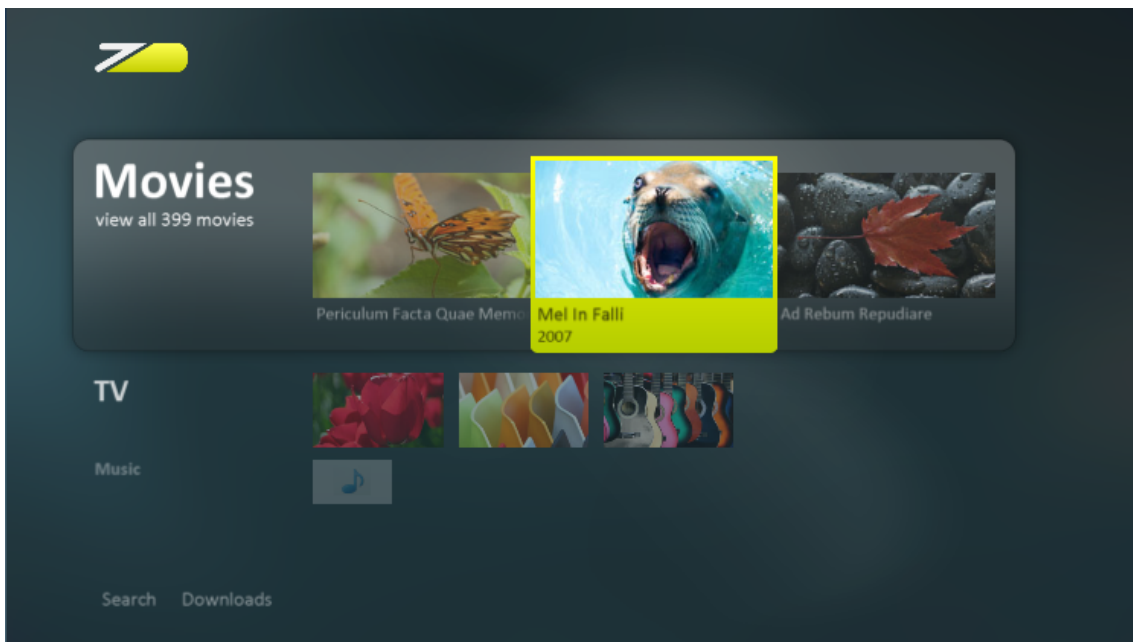 Movies
view all 399 movies
Periculum Facta Quae Memo
Mel In Falli
2007
Ad Rebum Repudiare
TV
Music
Search
Downloads